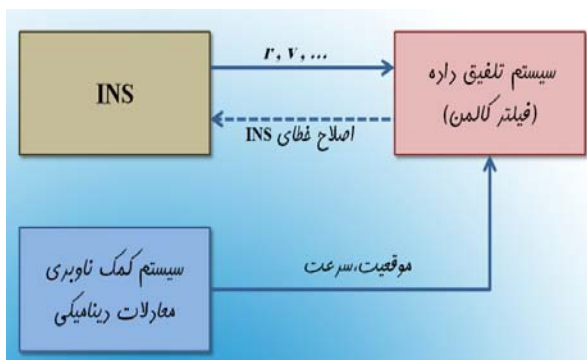 r , v , ...
INS
سیستم تلفیق داده
(فیلتر کالمن)
اصلاح خطای INS
سیستم کمک ناوبری
معادلات دینامیکی
موقعیت،سرعت